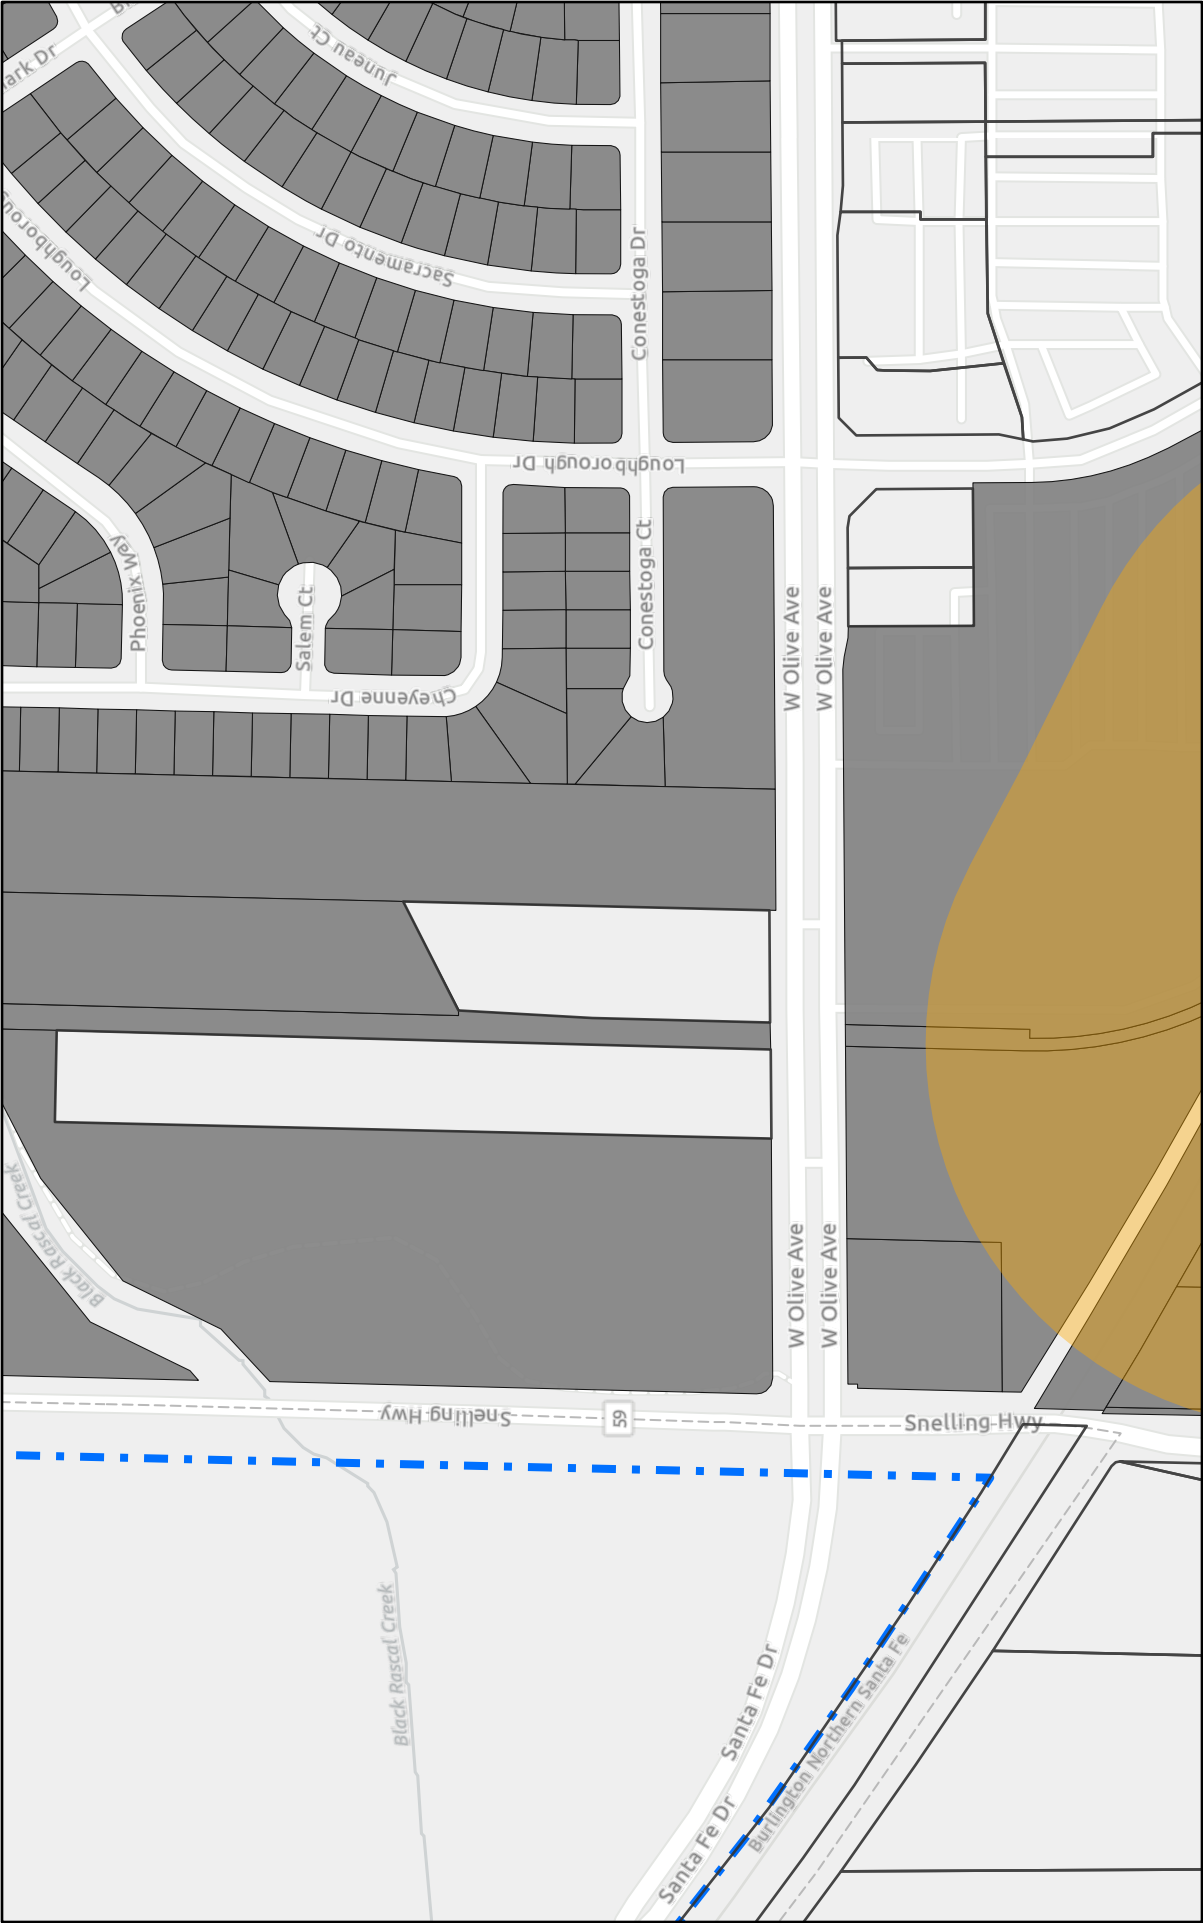 Juneau Ct
Sacramento Dr
Conestoga Dr
Loughborough Dr
Phoenix Way
Salem Ct
Conestoga Ct
W Olive Ave
W Olive Ave
Cheyenne Dr
Black Rascal Creek
W Olive Ave
W Olive Ave
Snelling Hwy
59
Snelling Hwy
Black Rascal Creek
Santa Fe Dr
Burlington Northern Santa Fe
Santa Fe Dr